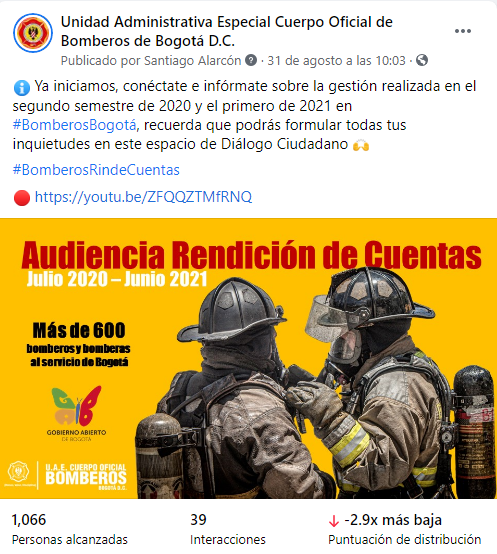 Unidad Administrativa Especial Cuerpo Oficial de
Bomberos de Bogotá D.C.
Publicado por Santiago Alarcón · 31 de agosto a las 10:03 ·
Ya iniciamos, conéctate e infórmate sobre la gestión realizada en el
segundo semestre de 2020 y el primero de 2021 en
#BomberosBogotá, recuerda que podrás formular todas tus
inquietudes en este espacio de Diálogo Ciudadano
#BomberosRindeCuentas
https://youtu.be/ZFQQZTMfRNQ
Audiencia Rendición de Cuentas
Julio 2020 – Junio 2021
Más de 600
bomberos y bomberas
al servicio de Bogotá
GOBIERNO ABIERTO
DE BOGOTÁ
U.A.E. CUERPO OFICIAL
BOMBEROS
BOGOTÁ D.C.
1,066 39 -2.9x más baja
Personas alcanzadas Interacciones Puntuación de distribución